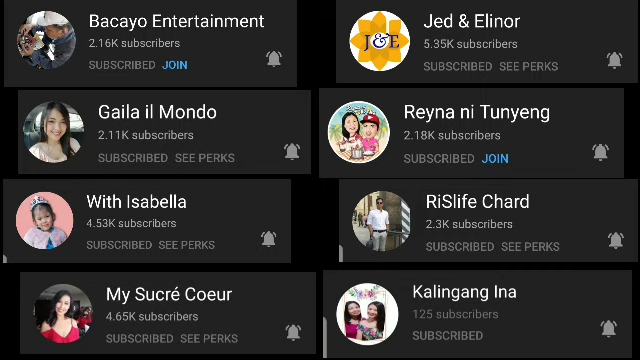 Bacayo Entertainment
2.16K subscribers
SUBSCRIBED JOIN
Jed & Elinor
5.35K subscribers
SUBSCRIBED SEE PERKS
J&E
Gaila il Mondo
2.11K subscribers
SUBSCRIBED SEE PERKS
Reyna ni Tunyeng
2.18K subscribers
SUBSCRIBED JOIN
With Isabella
4.53K subscribers
SUBSCRIBED SEE PERKS
RiSlife Chard
2.3K subscribers
SUBSCRIBED SEE PERKS
My Sucré Coeur
4.65K subscribers
SUBSCRIBED SEE PERKS
Kalingang Ina
125 subscribers
SUBSCRIBED